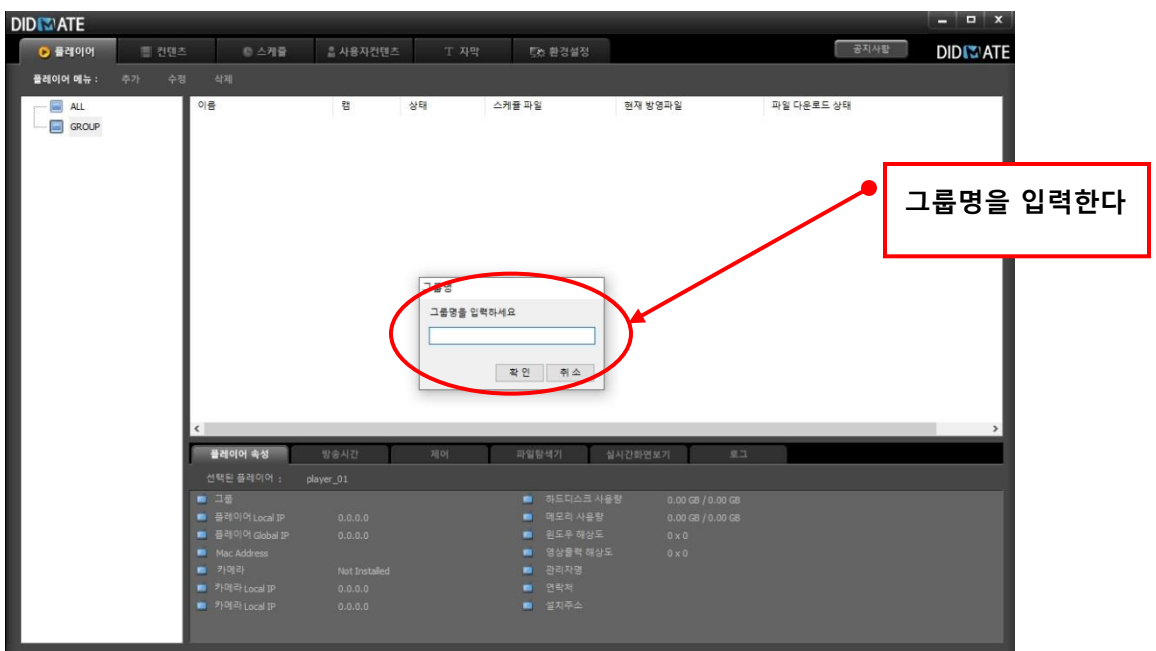 DIDMATE
플레이어 컨텐츠 스케줄 사용자컨텐츠 T 자막 환경설정 공지사항 DIDMATE
플레이어 메뉴 : 추가 수정 삭제
ALL
GROUP
이름 탭 상태 스케쥴 파일 현재 방영파일 파일 다운로드 상태
그룹명을 입력한다
그룹명
그룹명을 입력하세요
확인 취소
플레이어 속성 방송시간 제어 파일탐색기 실시간화면보기 로그
선택된 플레이어 : player_01
그룹 하드디스크 사용량 0.00 GB / 0.00 GB
플레이어 Local IP 0.0.0.0 메모리 사용량 0.00 GB / 0.00 GB
플레이어 Global IP 0.0.0.0 윈도우 해상도 0 x 0
Mac Address 영상출력 해상도 0 x 0
카메라 Not Installed 관리자명
카메라 Local IP 0.0.0.0 연락처
카메라 Local IP 0.0.0.0 설치주소